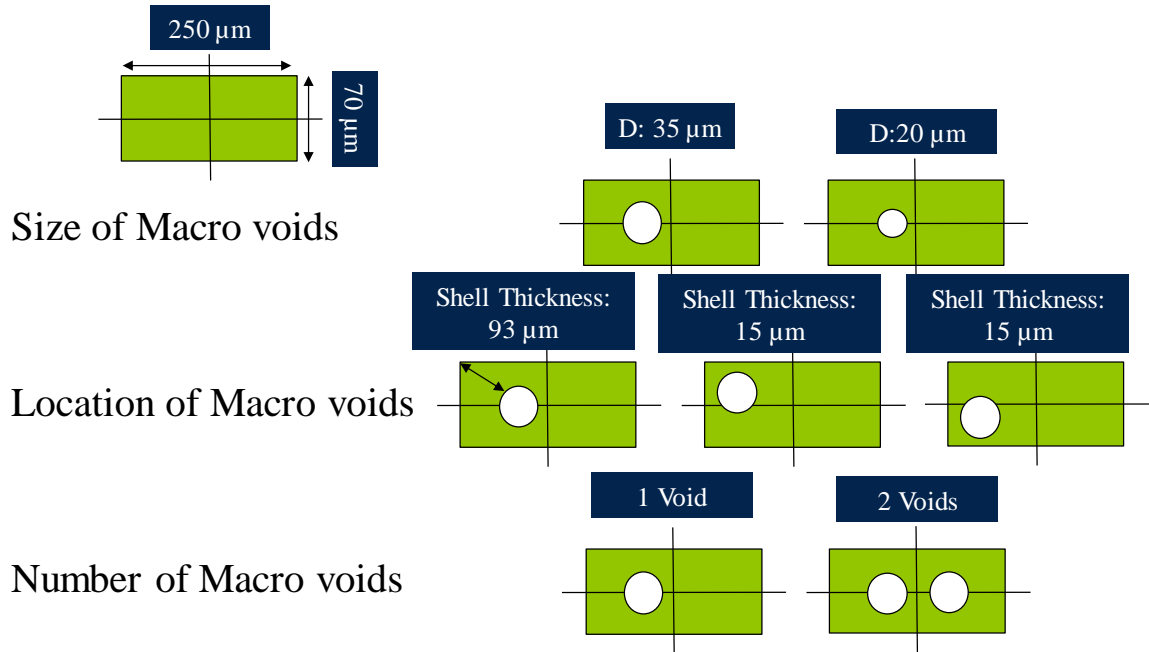 250 µm
70 µm
D: 35 µm
D:20 µm
Size of Macro voids
Shell Thickness:
93 µm
Shell Thickness:
15 µm
Shell Thickness:
15 µm
Location of Macro voids
1 Void
2 Voids
Number of Macro voids